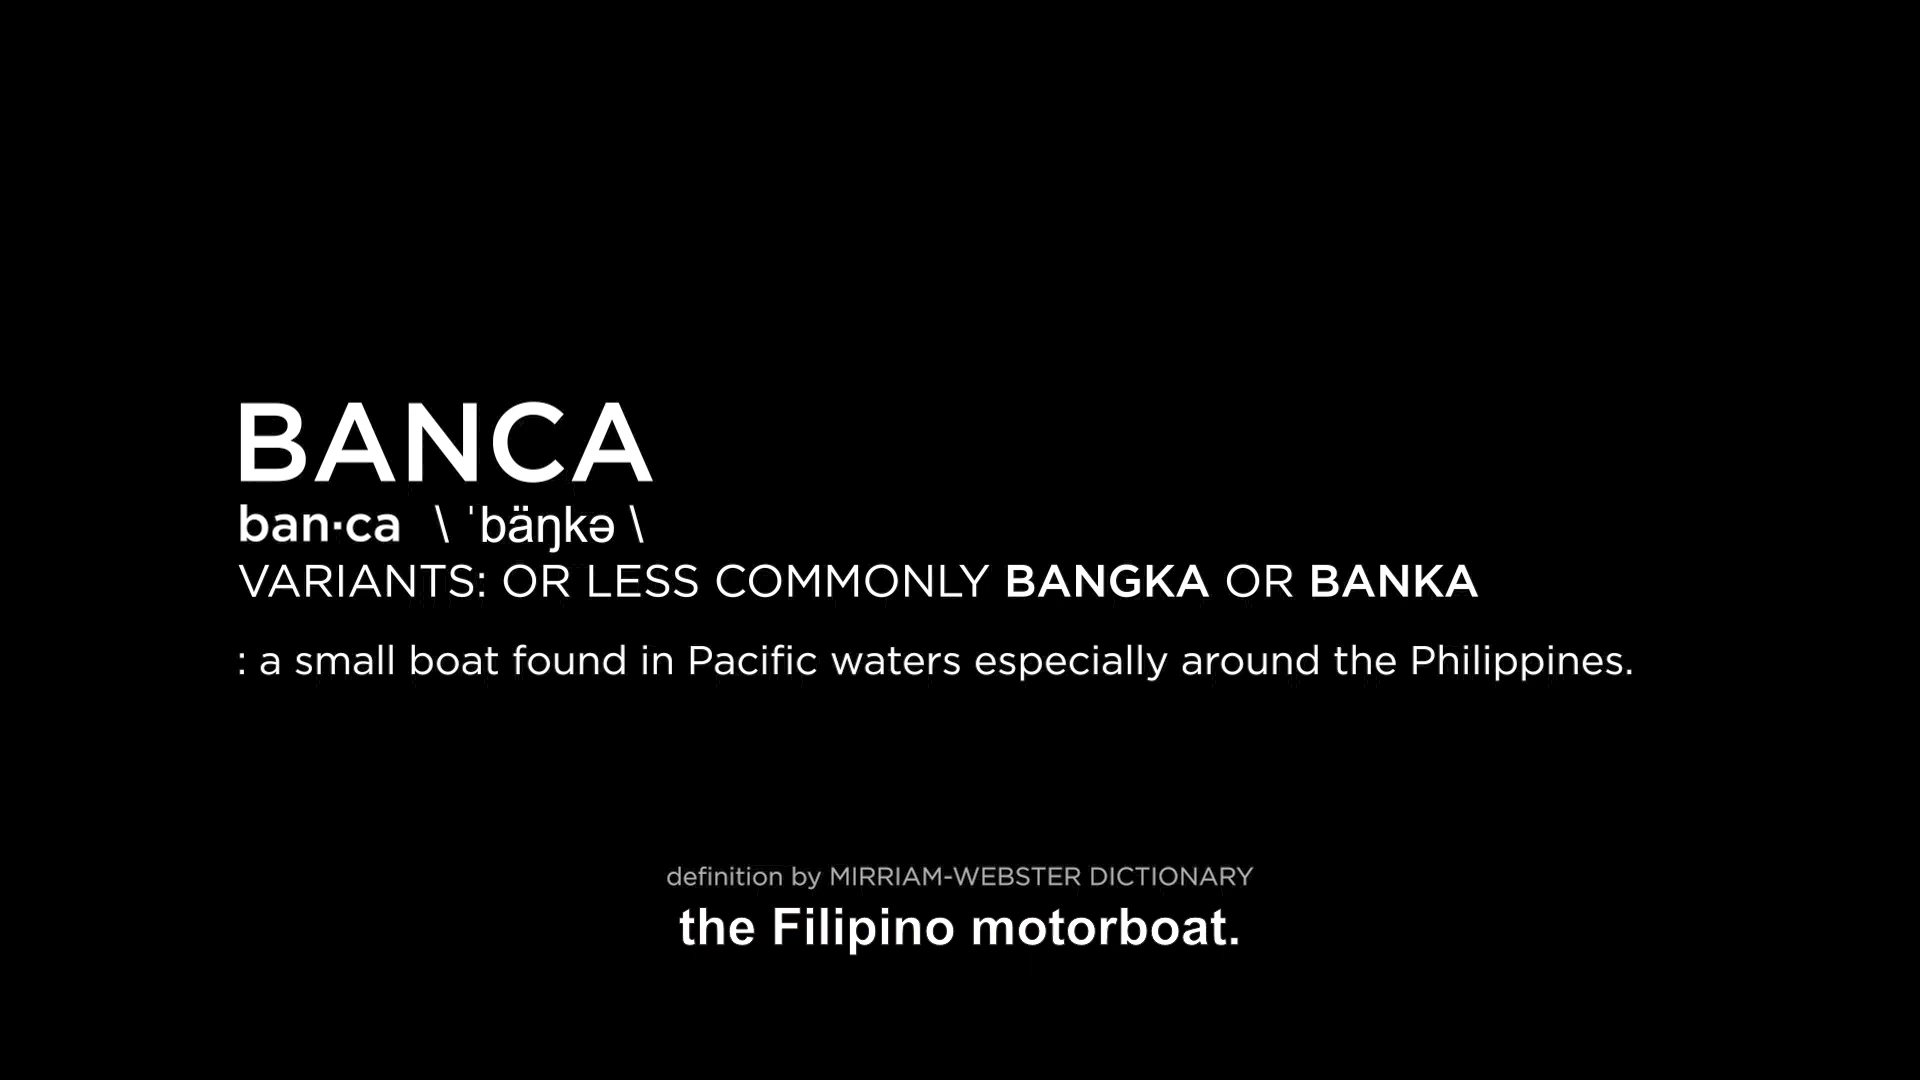 BANCA
ban·ca \ ˈbäŋkə \
VARIANTS: OR LESS COMMONLY BANGKA OR BANKA
: a small boat found in Pacific waters especially around the Philippines.
definition by MIRRIAM-WEBSTER DICTIONARY
the Filipino motorboat.